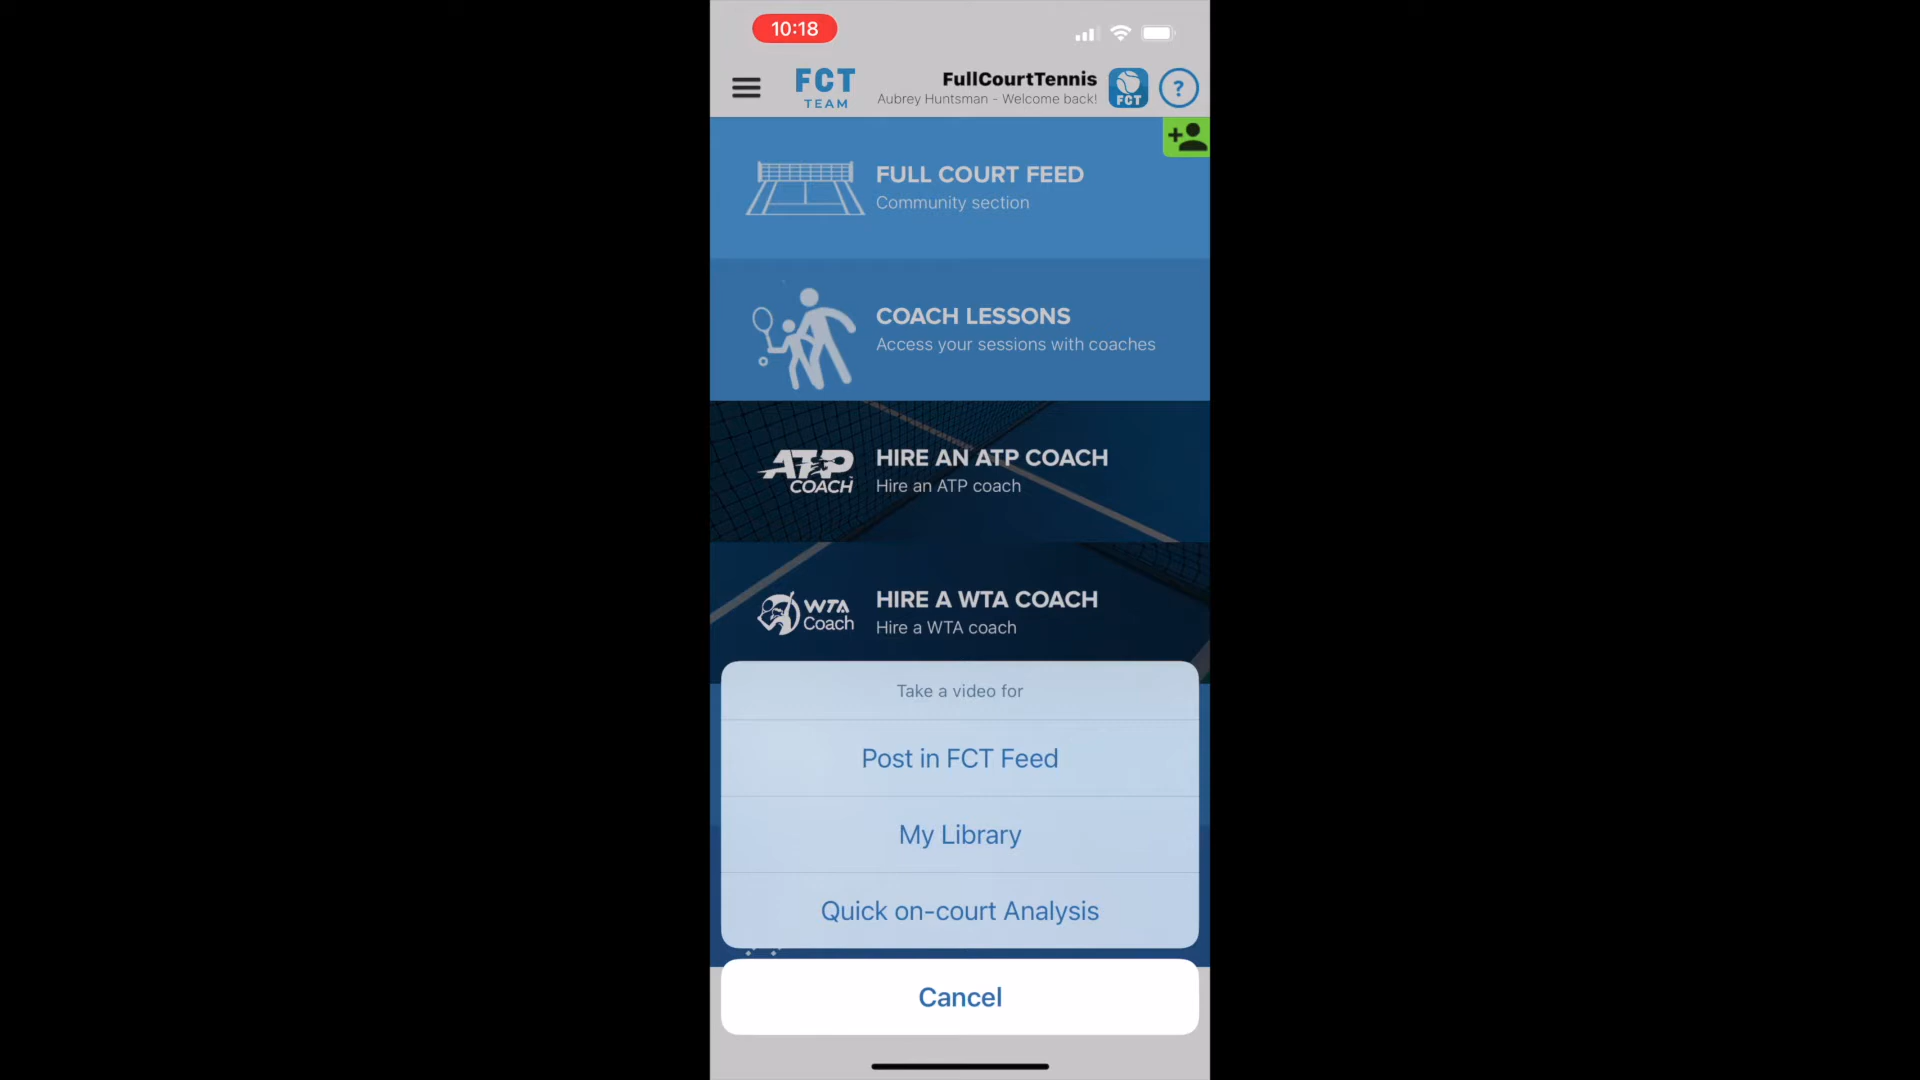 10:18
FCT
TEAM
FullCourtTennis
Aubrey Huntsman - Welcome back!
FCT
?
FULL COURT FEED
Community section
COACH LESSONS
Access your sessions with coaches
ATP
COACH
HIRE AN ATP COACH
Hire an ATP coach
WTA
Coach
HIRE A WTA COACH
Hire a WTA coach
Take a video for
Post in FCT Feed
My Library
Quick on-court Analysis
Cancel